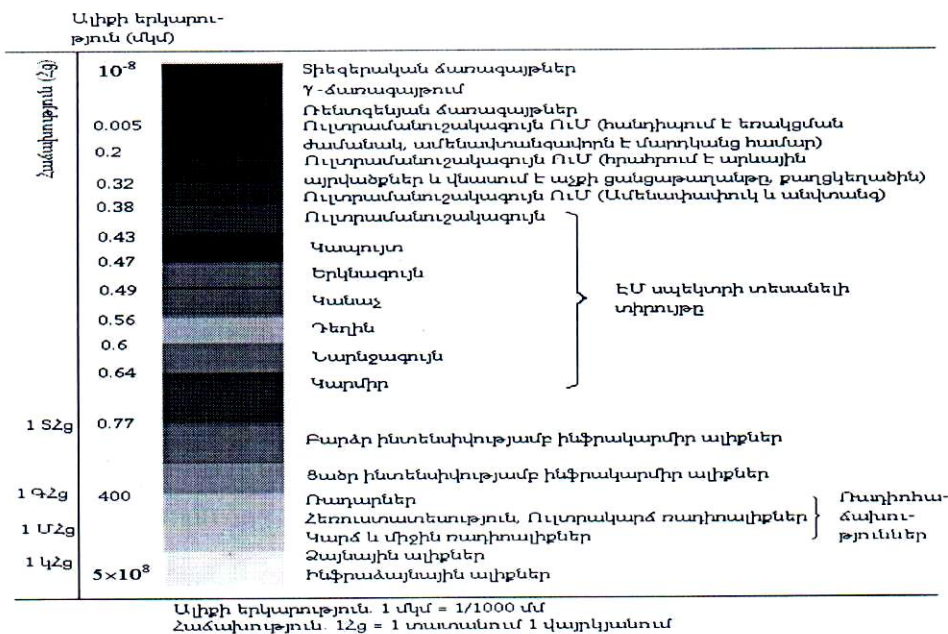 Ալիքի երկարու-
թյուն (մկմ)
Հաճախություն (Հց)
10⁻⁸
Տիեզերական ճառագայթներ
γ-ճառագայթում
Ռենտգենյան ճառագայթներ
0.005
Ուլտրամանուշակագույն ՈւՄ (հանդիպում է եռակցման
ժամանակ, ամենավտանգավորն է մարդկանց համար)
0.2
Ուլտրամանուշակագույն ՈւՄ (հրահրում է արևային
այրվածքներ և վնասում է աչքի ցանցաթաղանթը, քաղցկեղածին)
0.32
Ուլտրամանուշակագույն ՈւՄ (Ամենափափուկ և անվտանգ)
0.38
Ուլտրամանուշակագույն
0.43
Կապույտ
0.47
Երկնագույն
0.49
Կանաչ
ԷՄ սպեկտրի տեսանելի
տիրույթը
0.56
Դեղին
0.6
Նարնջագույն
0.64
Կարմիր
1 ՏՀց
0.77
Բարձր ինտենսիվությամբ ինֆրակարմիր ալիքներ
Ցածր ինտենսիվությամբ ինֆրակարմիր ալիքներ
1 ԳՀց
400
Ռադարներ
Հեռուստատեսություն, Ուլտրակարճ ռադիոալիքներ
1 ՄՀց
Կարճ և միջին ռադիոալիքներ
Ռադիոհա-
ճախու-
թյուններ
1 կՀց
Ձայնային ալիքներ
5×10⁸
Ինֆրաձայնային ալիքներ
Ալիքի երկարություն. 1 մկմ = 1/1000 մմ
Հաճախություն. 1Հց = 1 տատանում 1 վայրկյանում